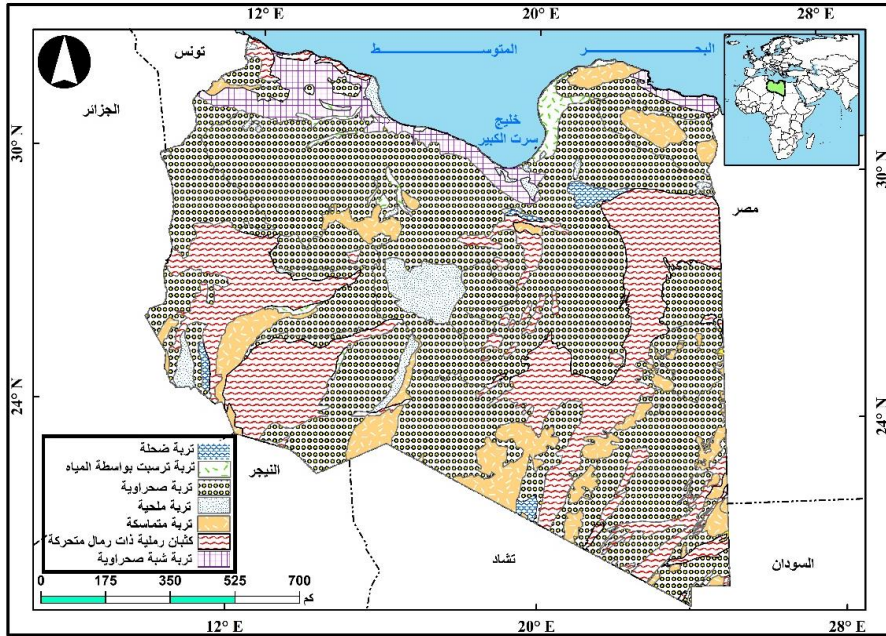 12° E 20° E 28° E
تونس
البحـــــــر المتوســـــــط
الجزائر
خليج
سرت الكبير
30° N
30° N
مصر
24° N
24° N
تربة ضحلة
تربة ترسبت بواسطة المياه
تربة صحراوية
تربة ملحية
تربة متماسكة
كثبان رملية ذات رمال متحركة
تربة شبة صحراوية
النيجر
تشاد
السودان
0 175 350 525 700
كم
12° E 20° E 28° E